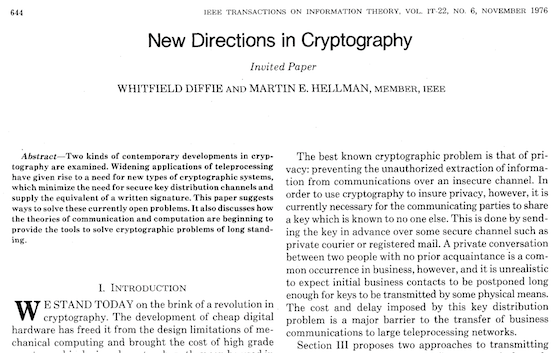 644
IEEE TRANSACTIONS ON INFORMATION THEORY, VOL. IT-22, NO. 6, NOVEMBER 1976
New Directions in Cryptography
Invited Paper
WHITFIELD DIFFIE AND MARTIN E. HELLMAN, MEMBER, IEEE
Abstract—Two kinds of contemporary developments in cryp-
tography are examined. Widening applications of teleprocessing
have given rise to a need for new types of cryptographic systems,
which minimize the need for secure key distribution channels and
supply the equivalent of a written signature. This paper suggests
ways to solve these currently open problems. It also discusses how
the theories of communication and computation are beginning to
provide the tools to solve cryptographic problems of long stand-
ing.
I. INTRODUCTION
WE STAND TODAY on the brink of a revolution in
cryptography. The development of cheap digital
hardware has freed it from the design limitations of me-
chanical computing and brought the cost of high grade
The best known cryptographic problem is that of pri-
vacy: preventing the unauthorized extraction of informa-
tion from communications over an insecure channel. In
order to use cryptography to insure privacy, however, it is
currently necessary for the communicating parties to share
a key which is known to no one else. This is done by send-
ing the key in advance over some secure channel such as
private courier or registered mail. A private conversation
between two people with no prior acquaintance is a com-
mon occurrence in business, however, and it is unrealistic
to expect initial business contacts to be postponed long
enough for keys to be transmitted by some physical means.
The cost and delay imposed by this key distribution
problem is a major barrier to the transfer of business
communications to large teleprocessing networks.
Section III proposes two approaches to transmitting